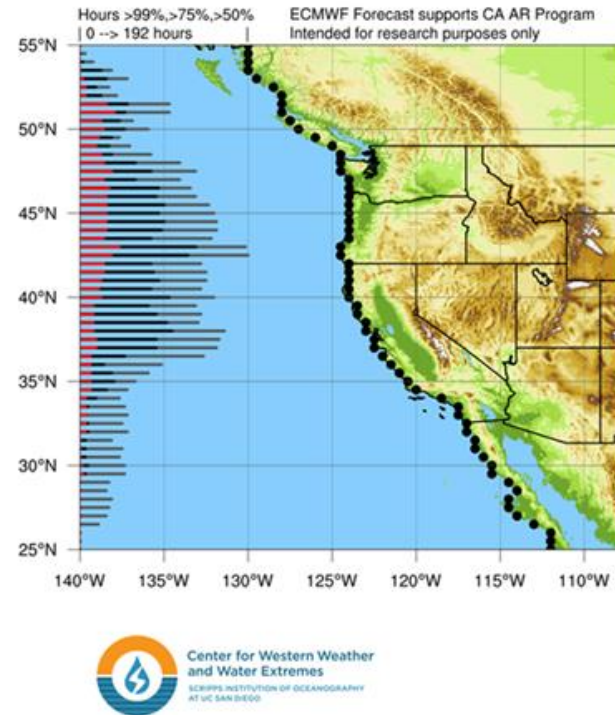 Hours >99%,>75%,>50%
| 0 --> 192 hours |
ECMWF Forecast supports CA AR Program
Intended for research purposes only
55°N
50°N
45°N
40°N
35°N
30°N
25°N
140°W 135°W 130°W 125°W 120°W 115°W 110°W
Center for Western Weather
and Water Extremes
SCRIPPS INSTITUTION OF OCEANOGRAPHY
AT UC SAN DIEGO